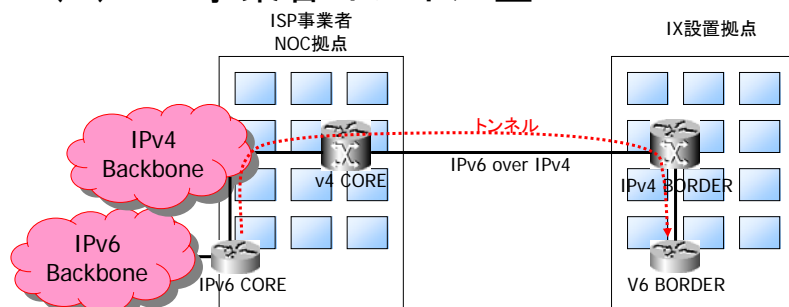 ISP事業者
NOC拠点
IX設置拠点
トンネル
IPv4
Backbone
IPv6 over IPv4
v4 CORE
IPv4 BORDER
IPv6
Backbone
IPv6 CORE
V6 BORDER